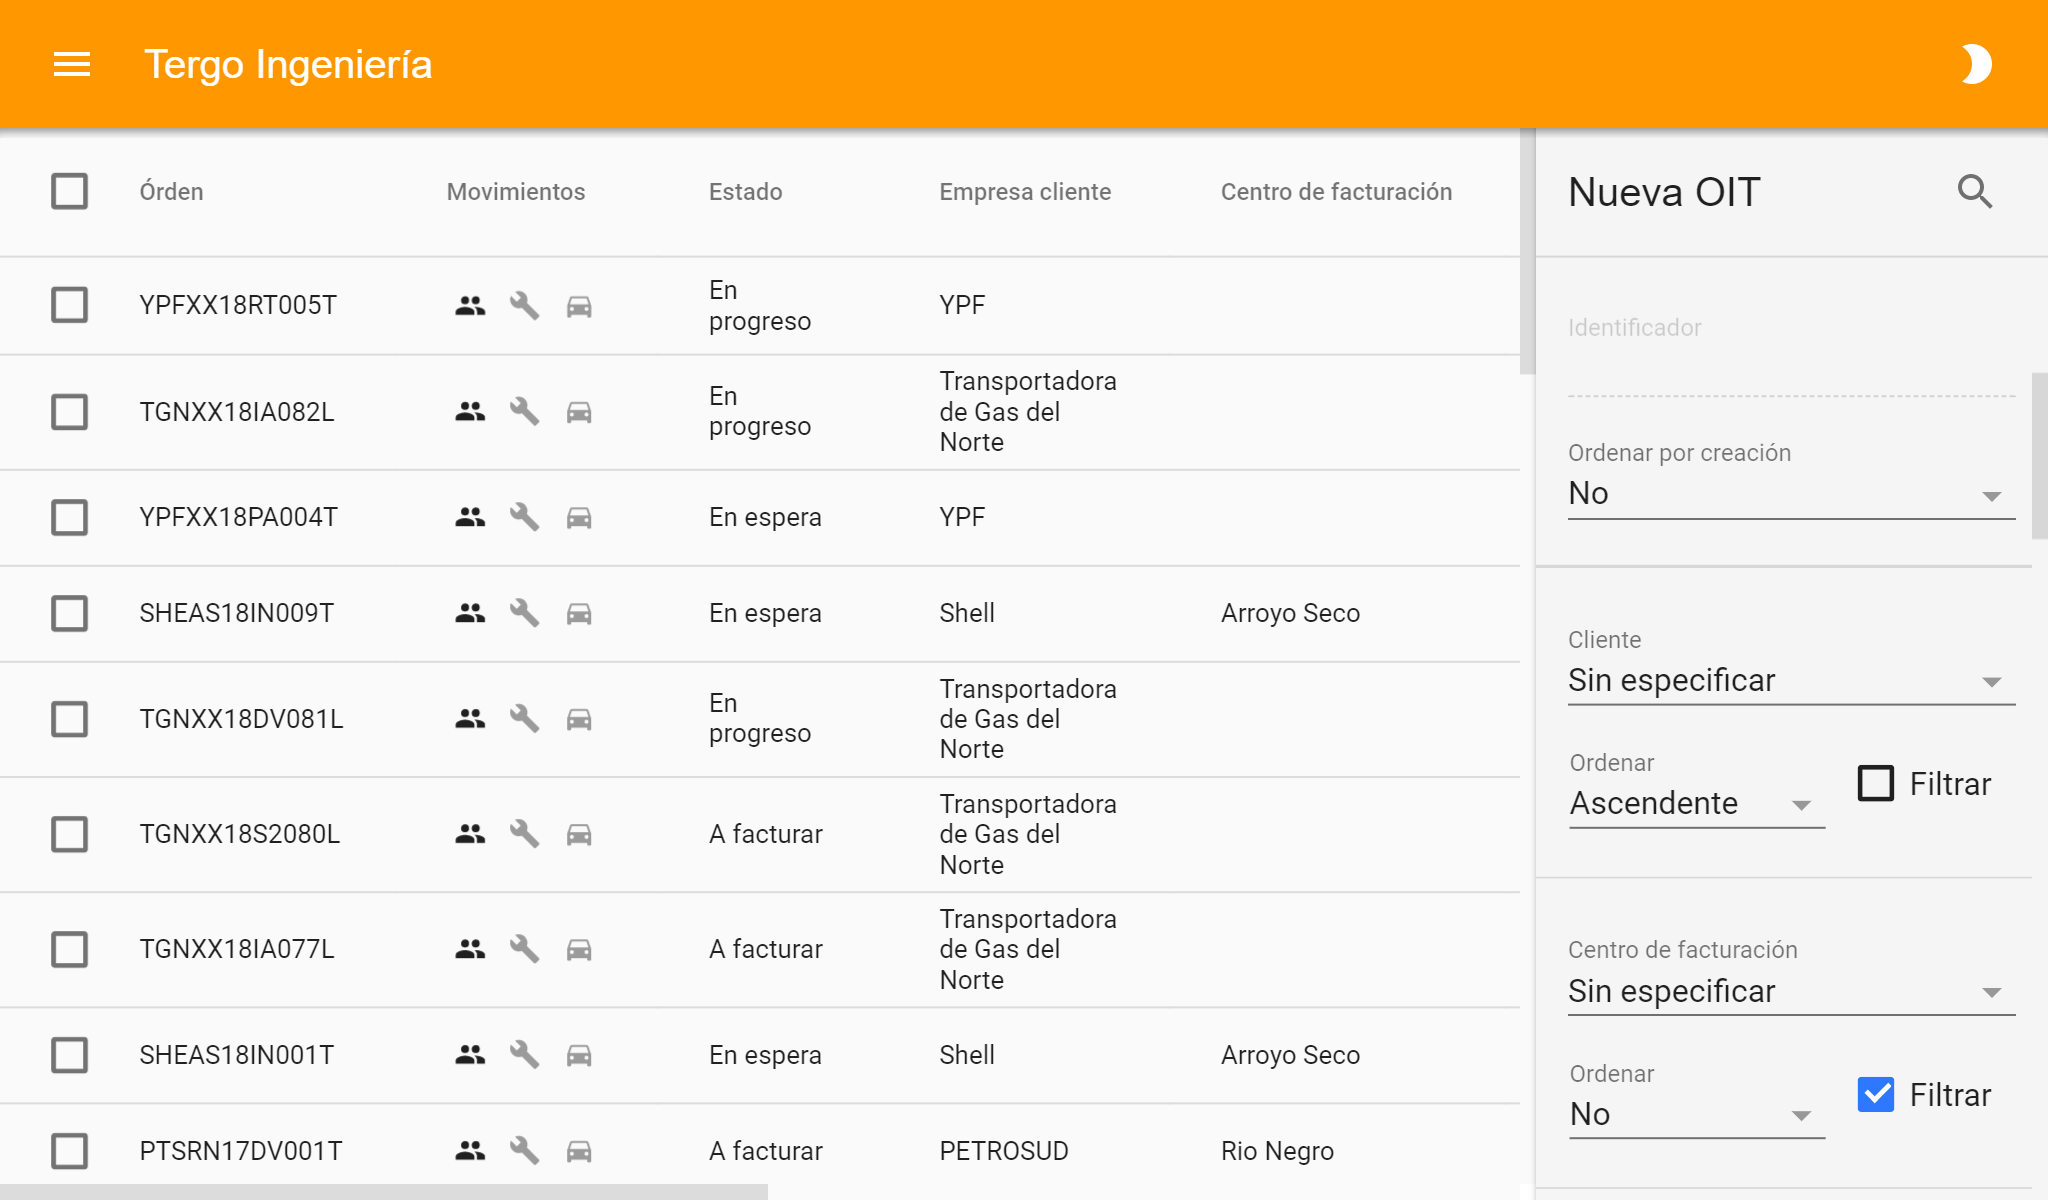 Tergo Ingeniería
Órden Movimientos Estado Empresa cliente Centro de facturación
YPFXX18RT005T En progreso YPF
TGNXX18IA082L En progreso Transportadora de Gas del Norte
YPFXX18PA004T En espera YPF
SHEAS18IN009T En espera Shell Arroyo Seco
TGNXX18DV081L En progreso Transportadora de Gas del Norte
TGNXX18S2080L A facturar Transportadora de Gas del Norte
TGNXX18IA077L A facturar Transportadora de Gas del Norte
SHEAS18IN001T En espera Shell Arroyo Seco
PTSRN17DV001T A facturar PETROSUD Rio Negro
Nueva OIT
Identificador
Ordenar por creación
No
Cliente
Sin especificar
Ordenar
Ascendente
Filtrar
Centro de facturación
Sin especificar
Ordenar
No
Filtrar